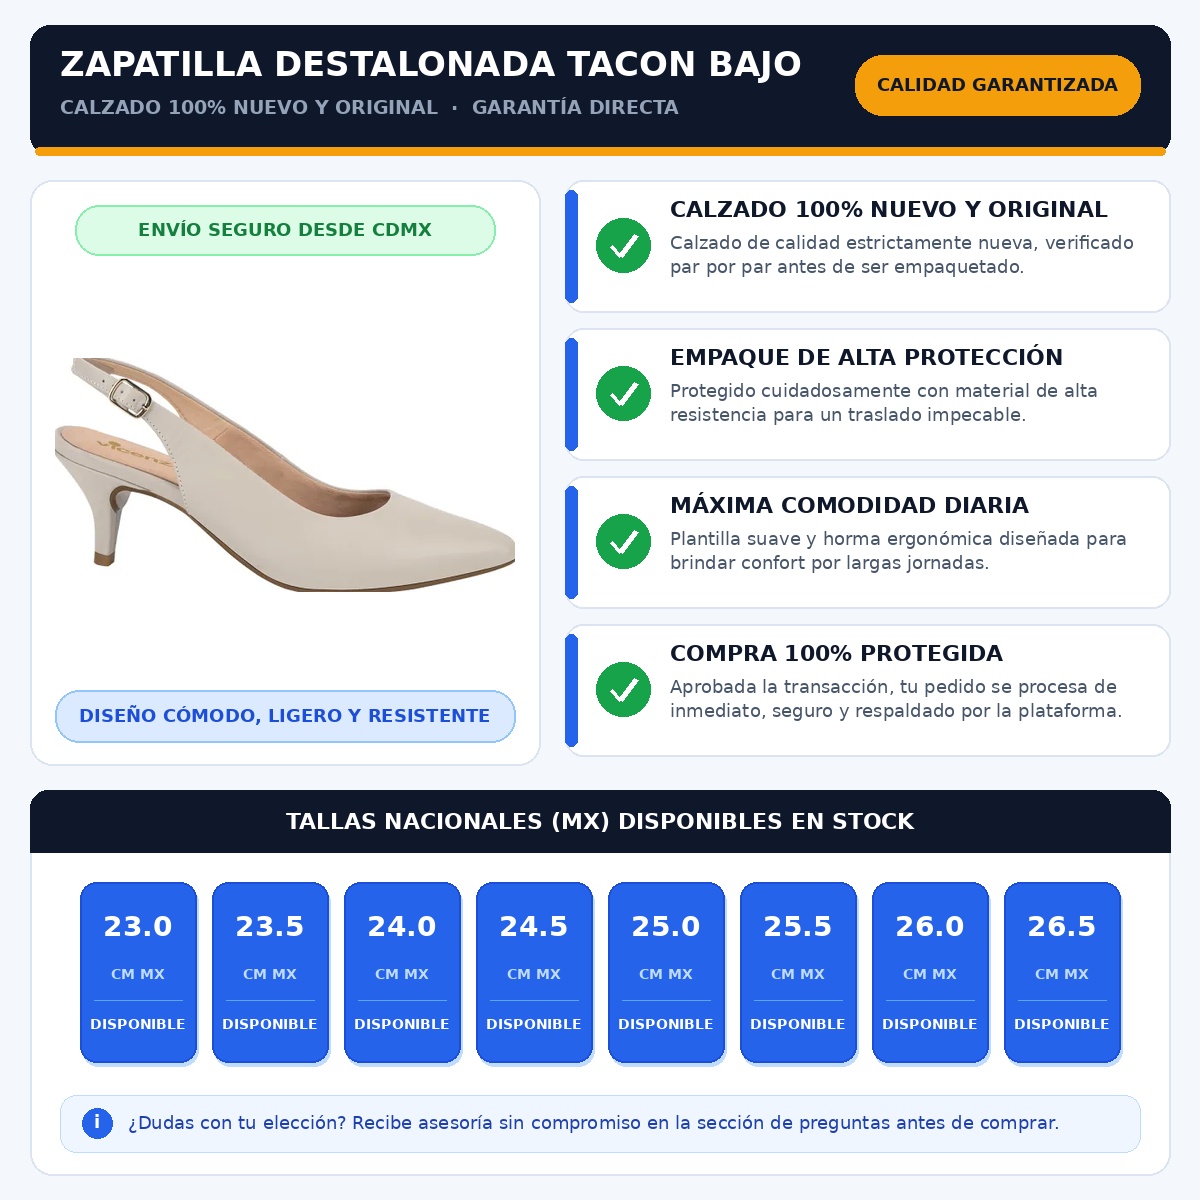 ZAPATILLA DESTALONADA TACON BAJO
CALZADO 100% NUEVO Y ORIGINAL · GARANTÍA DIRECTA
CALIDAD GARANTIZADA
ENVÍO SEGURO DESDE CDMX
DISEÑO CÓMODO, LIGERO Y RESISTENTE
CALZADO 100% NUEVO Y ORIGINAL
Calzado de calidad estrictamente nueva, verificado
par por par antes de ser empaquetado.
EMPAQUE DE ALTA PROTECCIÓN
Protegido cuidadosamente con material de alta
resistencia para un traslado impecable.
MÁXIMA COMODIDAD DIARIA
Plantilla suave y horma ergonómica diseñada para
brindar confort por largas jornadas.
COMPRA 100% PROTEGIDA
Aprobada la transacción, tu pedido se procesa de
inmediato, seguro y respaldado por la plataforma.
TALLAS NACIONALES (MX) DISPONIBLES EN STOCK
23.0 23.5 24.0 24.5 25.0 25.5 26.0 26.5
CM MX CM MX CM MX CM MX CM MX CM MX CM MX CM MX
DISPONIBLE DISPONIBLE DISPONIBLE DISPONIBLE DISPONIBLE DISPONIBLE DISPONIBLE DISPONIBLE
i ¿Dudas con tu elección? Recibe asesoría sin compromiso en la sección de preguntas antes de comprar.